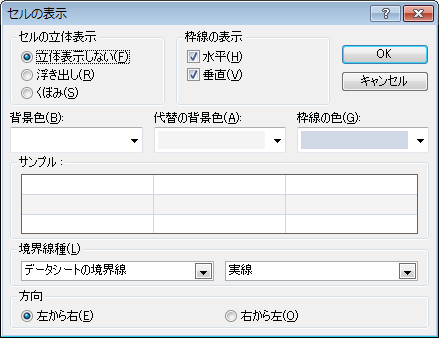 セルの表示
?
セルの立体表示
立体表示しない(F)
浮き出し(R)
くぼみ(S)
枠線の表示
水平(H)
垂直(V)
OK
キャンセル
背景色(B):
代替の背景色(A):
枠線の色(G):
サンプル:
境界線種(L)
データシートの境界線
実線
方向
左から右(E)
右から左(O)